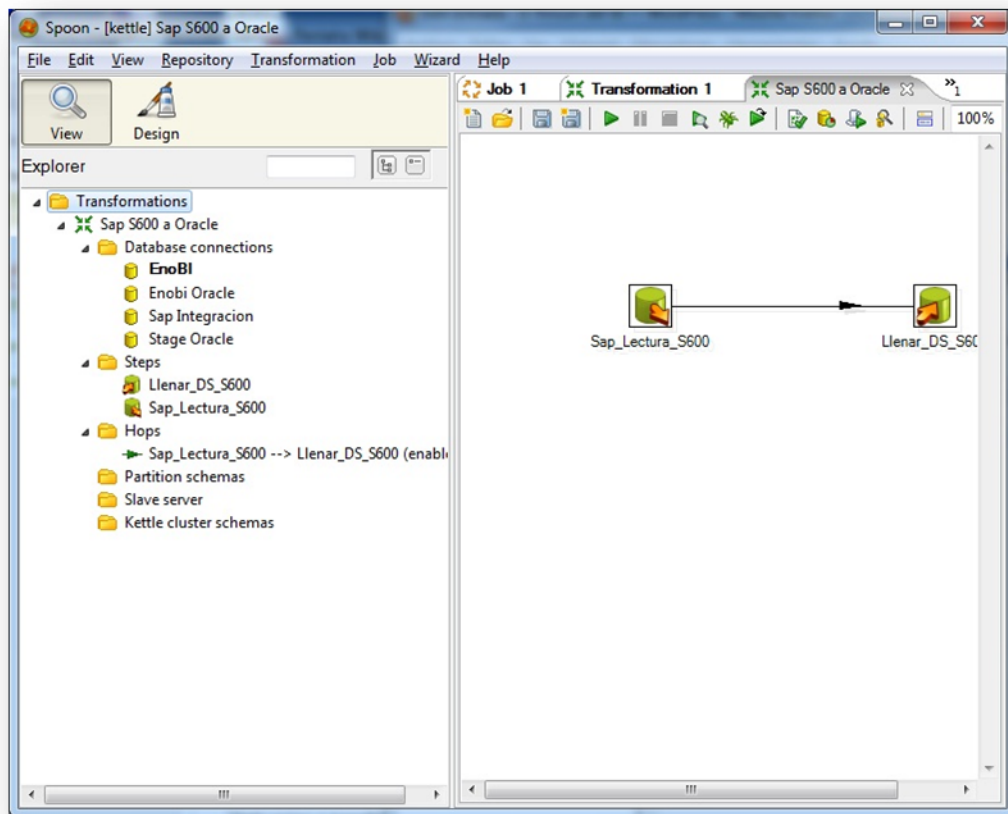 Spoon - [kettle] Sap S600 a Oracle
File Edit View Repository Transformation Job Wizard Help
View Design
Explorer
Transformations
Sap S600 a Oracle
Database connections
EnoBI
Enobi Oracle
Sap Integracion
Stage Oracle
Steps
Llenar_DS_S600
Sap_Lectura_S600
Hops
Sap_Lectura_S600 --> Llenar_DS_S600 (enable
Partition schemas
Slave server
Kettle cluster schemas
Job 1 Transformation 1 Sap S600 a Oracle »1
100%
Sap_Lectura_S600 Llenar_DS_S60